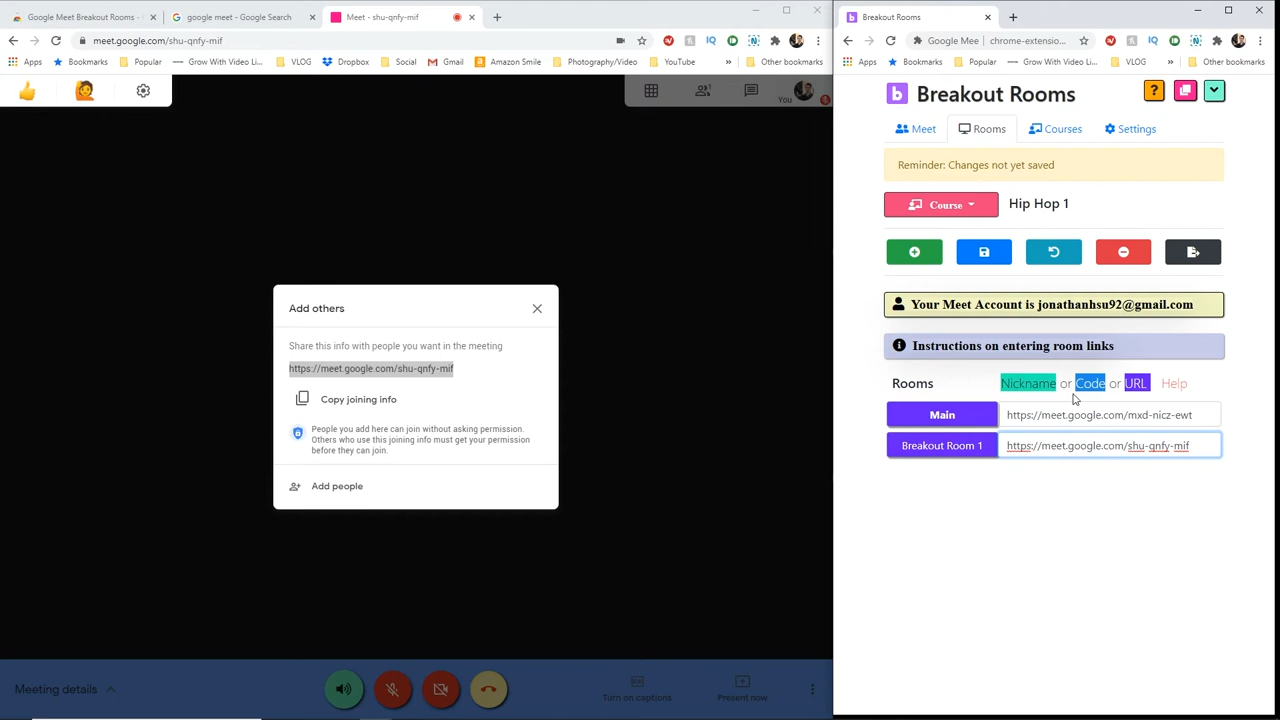 Google Meet Breakout Rooms -
google meet - Google Search
Meet - shu-qnfy-mif
meet.google.com/shu-qnfy-mif
Apps
Bookmarks
Popular
Grow With Video Li...
VLOG
Dropbox
Social
Gmail
Amazon Smile
Photography/Video
YouTube
»
Other bookmarks
You
Add others
Share this info with people you want in the meeting
https://meet.google.com/shu-qnfy-mif
Copy joining info
People you add here can join without asking permission.
Others who use this joining info must get your permission
before they can join.
Add people
Meeting details
Turn on captions
Present now
Breakout Rooms
Google Mee
chrome-extensio...
Apps
Bookmarks
Popular
Grow With Video Li...
VLOG
»
Other bookmarks
b Breakout Rooms
?
Meet
Rooms
Courses
Settings
Reminder: Changes not yet saved
Course
Hip Hop 1
Your Meet Account is jonathanhsu92@gmail.com
Instructions on entering room links
Rooms
Nickname or Code or URL Help
Main
https://meet.google.com/mxd-nicz-ewt
Breakout Room 1
https://meet.google.com/shu-qnfy-mif